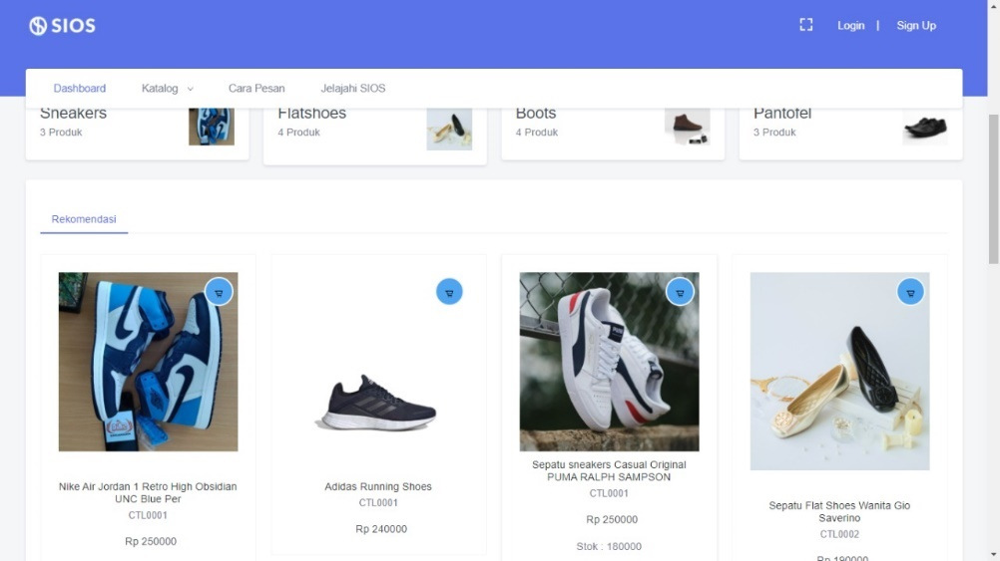 SIOS
Login | Sign Up
Dashboard Katalog Cara Pesan Jelajahi SIOS
Sneakers Flatshoes Boots Pantofel
3 Produk 4 Produk 4 Produk 3 Produk
Rekomendasi
Nike Air Jordan 1 Retro High Obsidian
UNC Blue Per
CTL0001
Rp 250000
Adidas Running Shoes
CTL0001
Rp 240000
Sepatu sneakers Casual Original
PUMA RALPH SAMPSON
CTL0001
Rp 250000
Stok : 180000
Sepatu Flat Shoes Wanita Gio
Saverino
CTL0002
Rp 190000